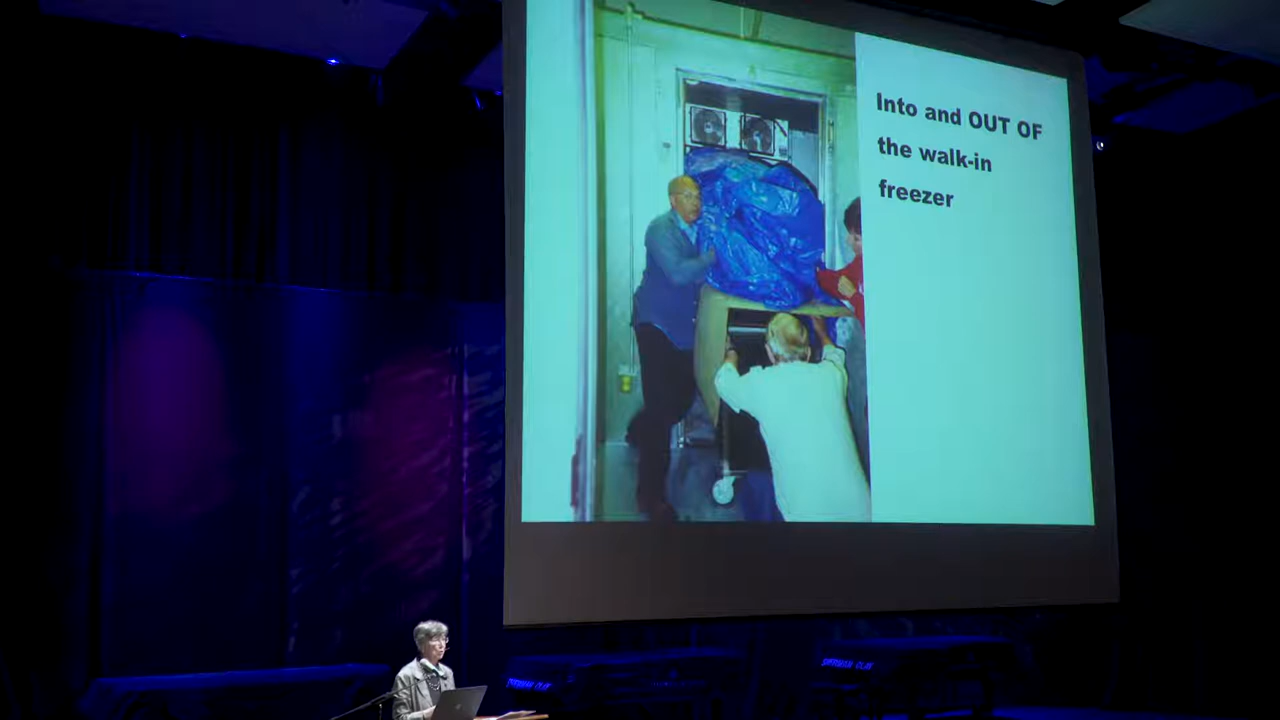 Into and OUT OF
the walk-in
freezer